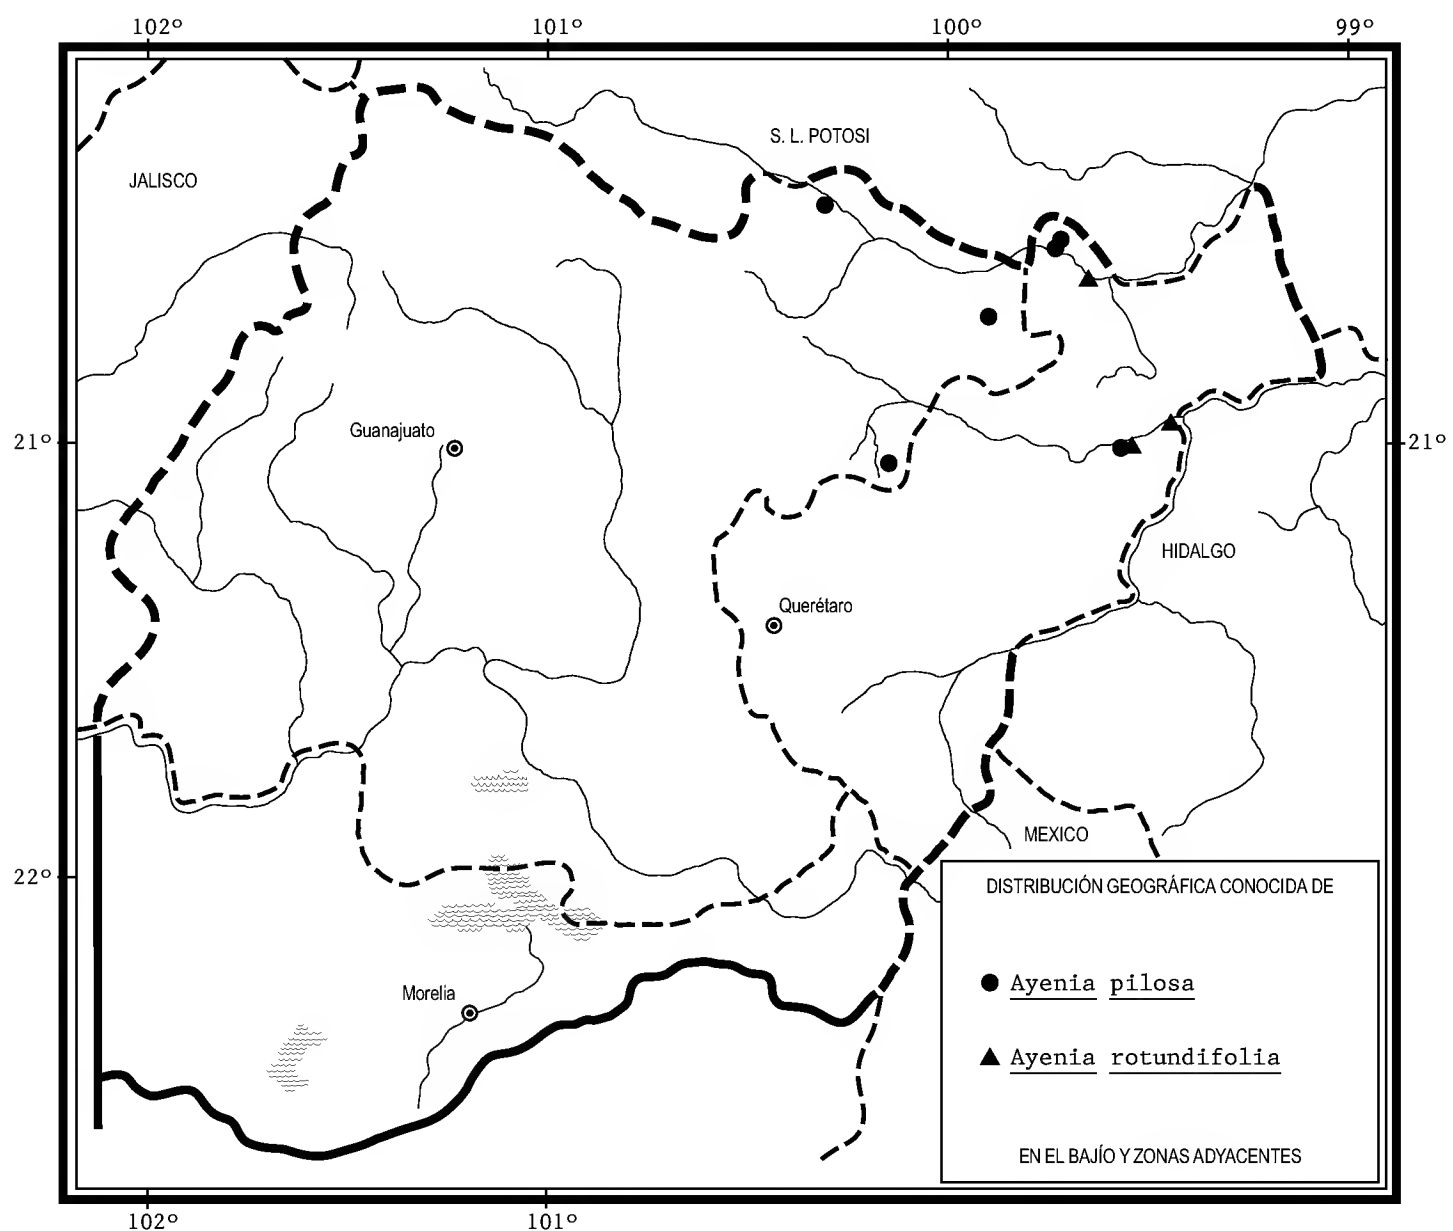 102º 101º 100º 99º
S. L. POTOSI
JALISCO
Guanajuato
21º 21º
HIDALGO
Querétaro
MEXICO
22º
DISTRIBUCIÓN GEOGRÁFICA CONOCIDA DE
Ayenia pilosa
Morelia
Ayenia rotundifolia
EN EL BAJÍO Y ZONAS ADYACENTES
102º 101º